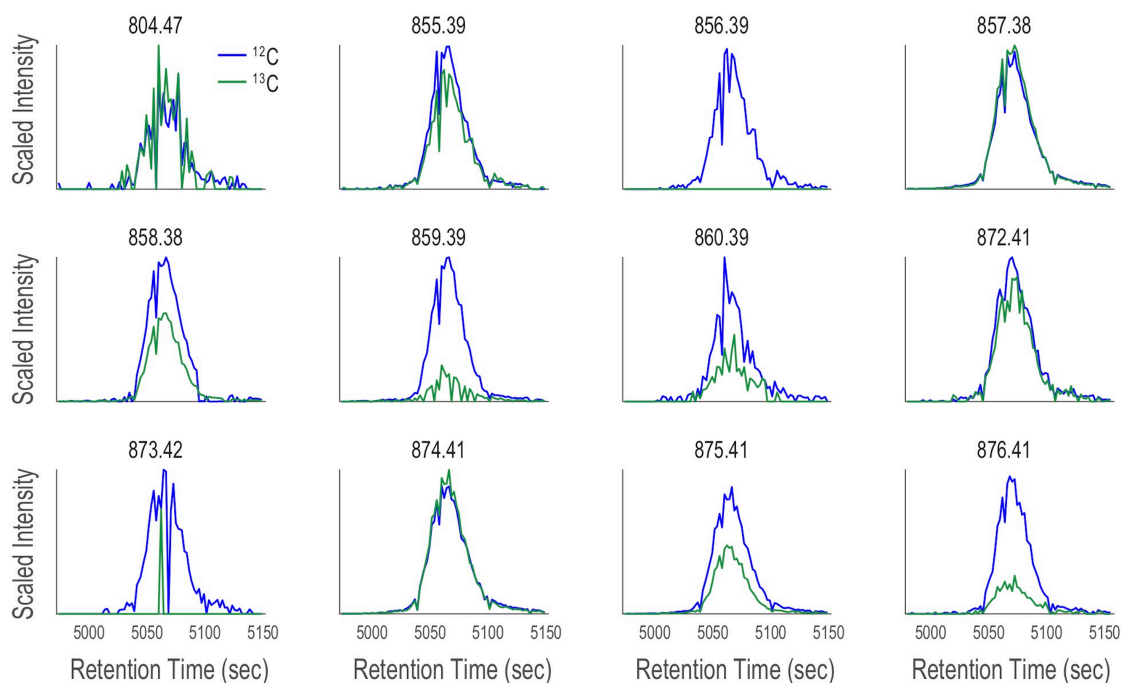 804.47
855.39
856.39
857.38
Scaled Intensity
¹²C
¹³C
858.38
859.39
860.39
872.41
Scaled Intensity
873.42
874.41
875.41
876.41
Scaled Intensity
5000 5050 5100 5150
5000 5050 5100 5150
5000 5050 5100 5150
5000 5050 5100 5150
Retention Time (sec)
Retention Time (sec)
Retention Time (sec)
Retention Time (sec)